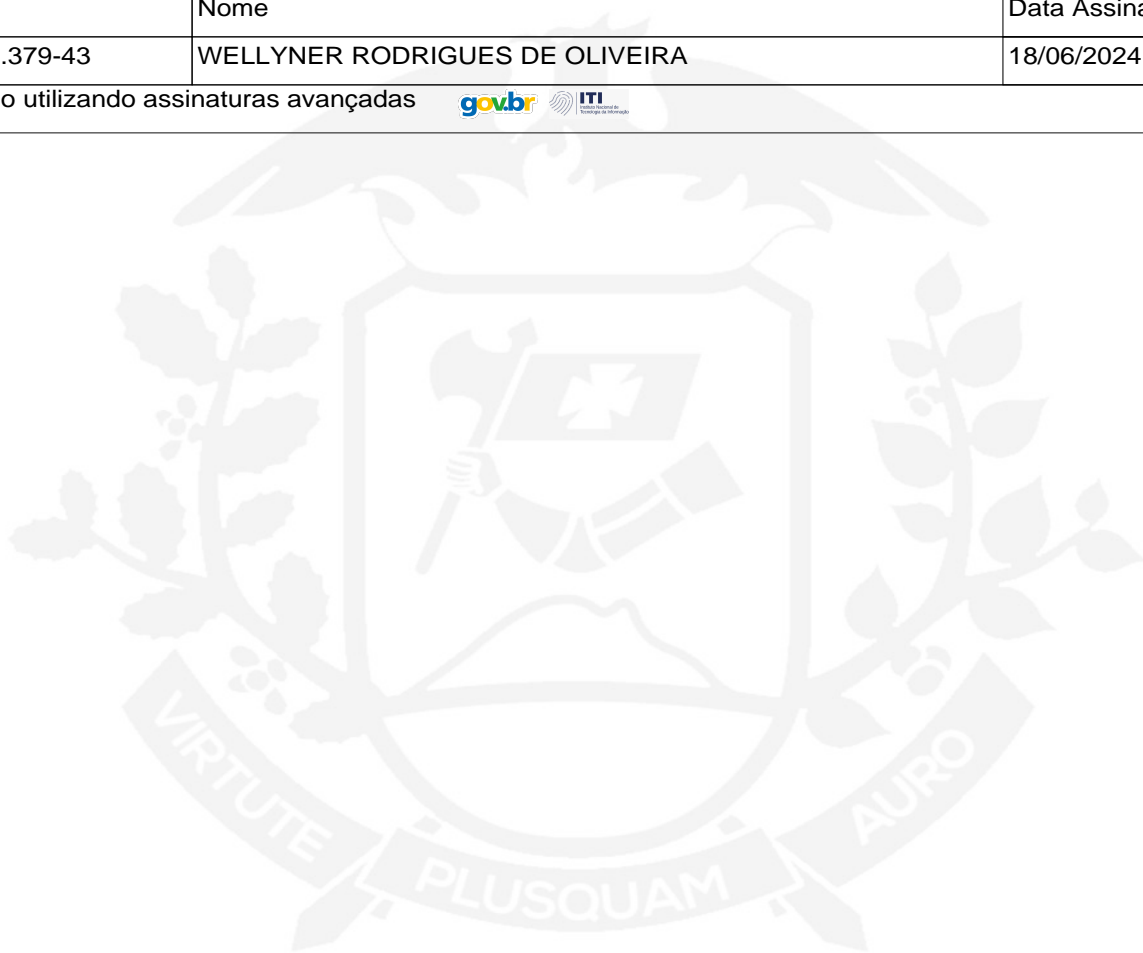 Nome Data Assina
.379-43 WELLYNER RODRIGUES DE OLIVEIRA 18/06/2024
o utilizando assinaturas avançadas gov.br ITI
VIRTUTE PLUSQUAM AURO